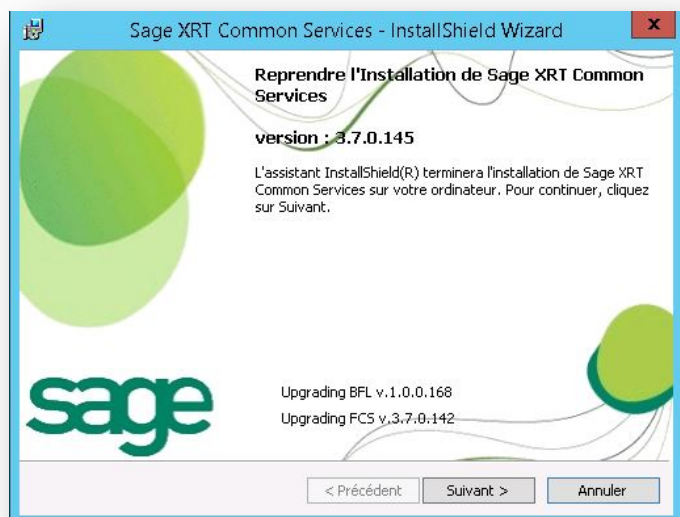 Sage XRT Common Services - InstallShield Wizard
x
Reprendre l'Installation de Sage XRT Common
Services
version : 3.7.0.145
L'assistant InstallShield(R) terminera l'installation de Sage XRT
Common Services sur votre ordinateur. Pour continuer, cliquez
sur Suivant.
sage
Upgrading BFL v.1.0.0.168
Upgrading FCS v.3.7.0.142
< Précédent
Suivant >
Annuler